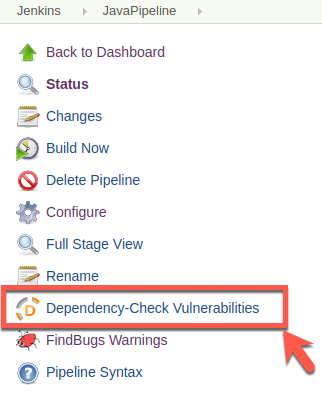 Jenkins JavaPipeline
Back to Dashboard
Status
Changes
Build Now
Delete Pipeline
Configure
Full Stage View
Rename
D Dependency-Check Vulnerabilities
FindBugs Warnings
? Pipeline Syntax